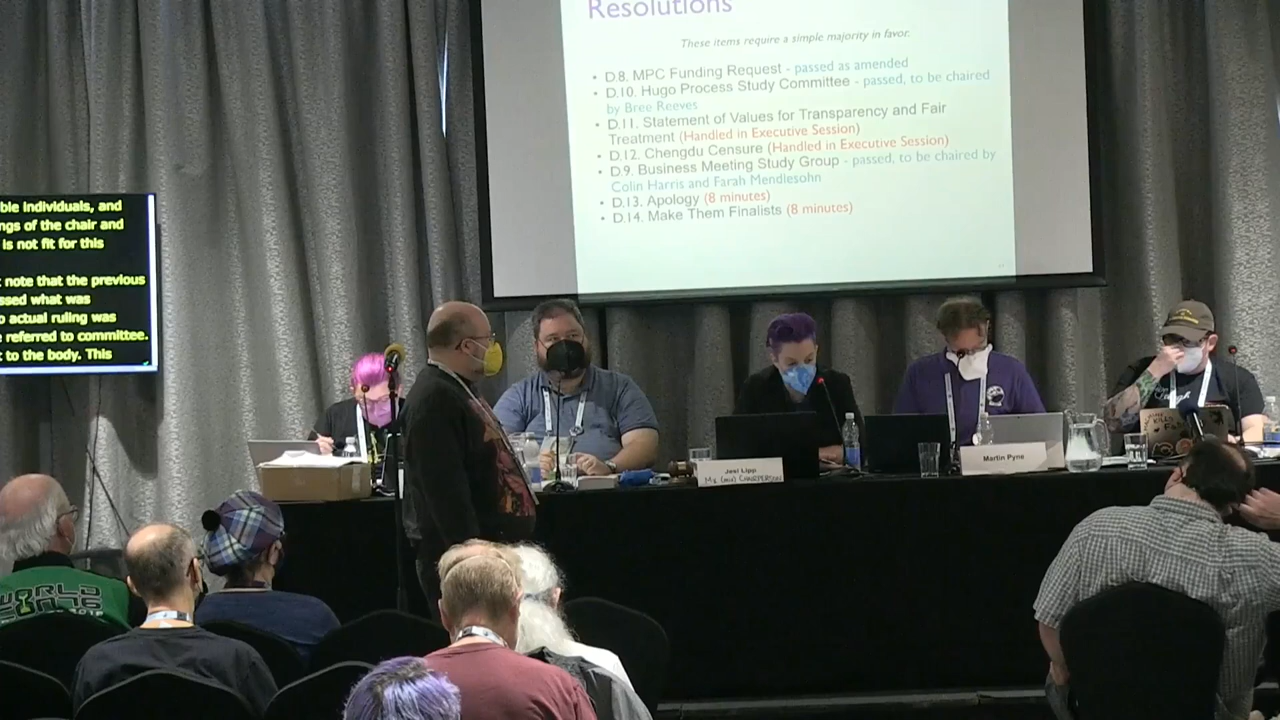 Resolutions
These items require a simple majority in favor.
• D.8. MPC Funding Request - passed as amended
• D.10. Hugo Process Study Committee - passed, to be chaired
by Bree Reeves
• D.11. Statement of Values for Transparency and Fair
Treatment (Handled in Executive Session)
• D.12. Chengdu Censure (Handled in Executive Session)
• D.9. Business Meeting Study Group - passed, to be chaired by
Colin Harris and Farah Mendlesohn
• D.13. Apology (8 minutes)
• D.14. Make Them Finalists (8 minutes)
ble individuals, and
ngs of the chair and
is not fit for this
note that the previous
ssed what was
o actual ruling was
e referred to committee.
to the body. This
Jesi Lipp
Mx. (mix) CHAIRPERSON
Martin Pyne
WORLD